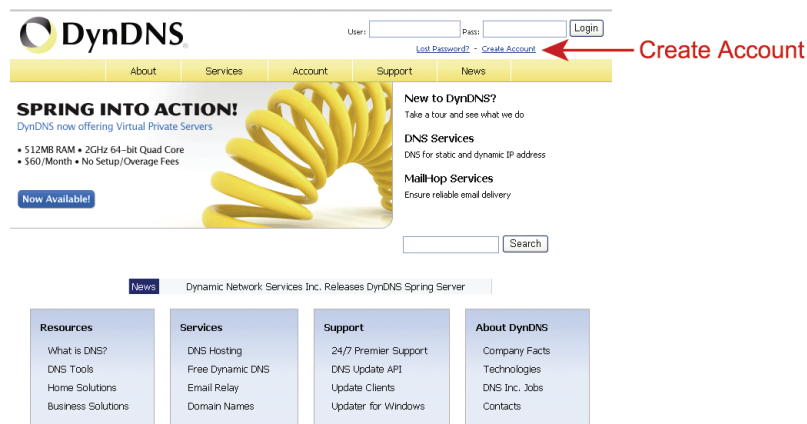 DynDNS
User: Pass: Login
Lost Password? - Create Account
Create Account
About Services Account Support News
SPRING INTO ACTION!
DynDNS now offering Virtual Private
Servers
• 512MB RAM • 2GHz 64-bit Quad Core
• $60/Month • No Setup/Overage Fees
Now Available!
New to DynDNS?
Take a tour and see what we do
DNS Services
DNS for static and dynamic IP address
MailHop Services
Ensure reliable email delivery
Search
News Dynamic Network Services Inc. Releases DynDNS Spring Server
Resources
What is DNS?
DNS Tools
Home Solutions
Business Solutions
Services
DNS Hosting
Free Dynamic DNS
Email Relay
Domain Names
Support
24/7 Premier Support
DNS Update API
Update Clients
Updater for Windows
About DynDNS
Company Facts
Technologies
DNS Inc. Jobs
Contacts